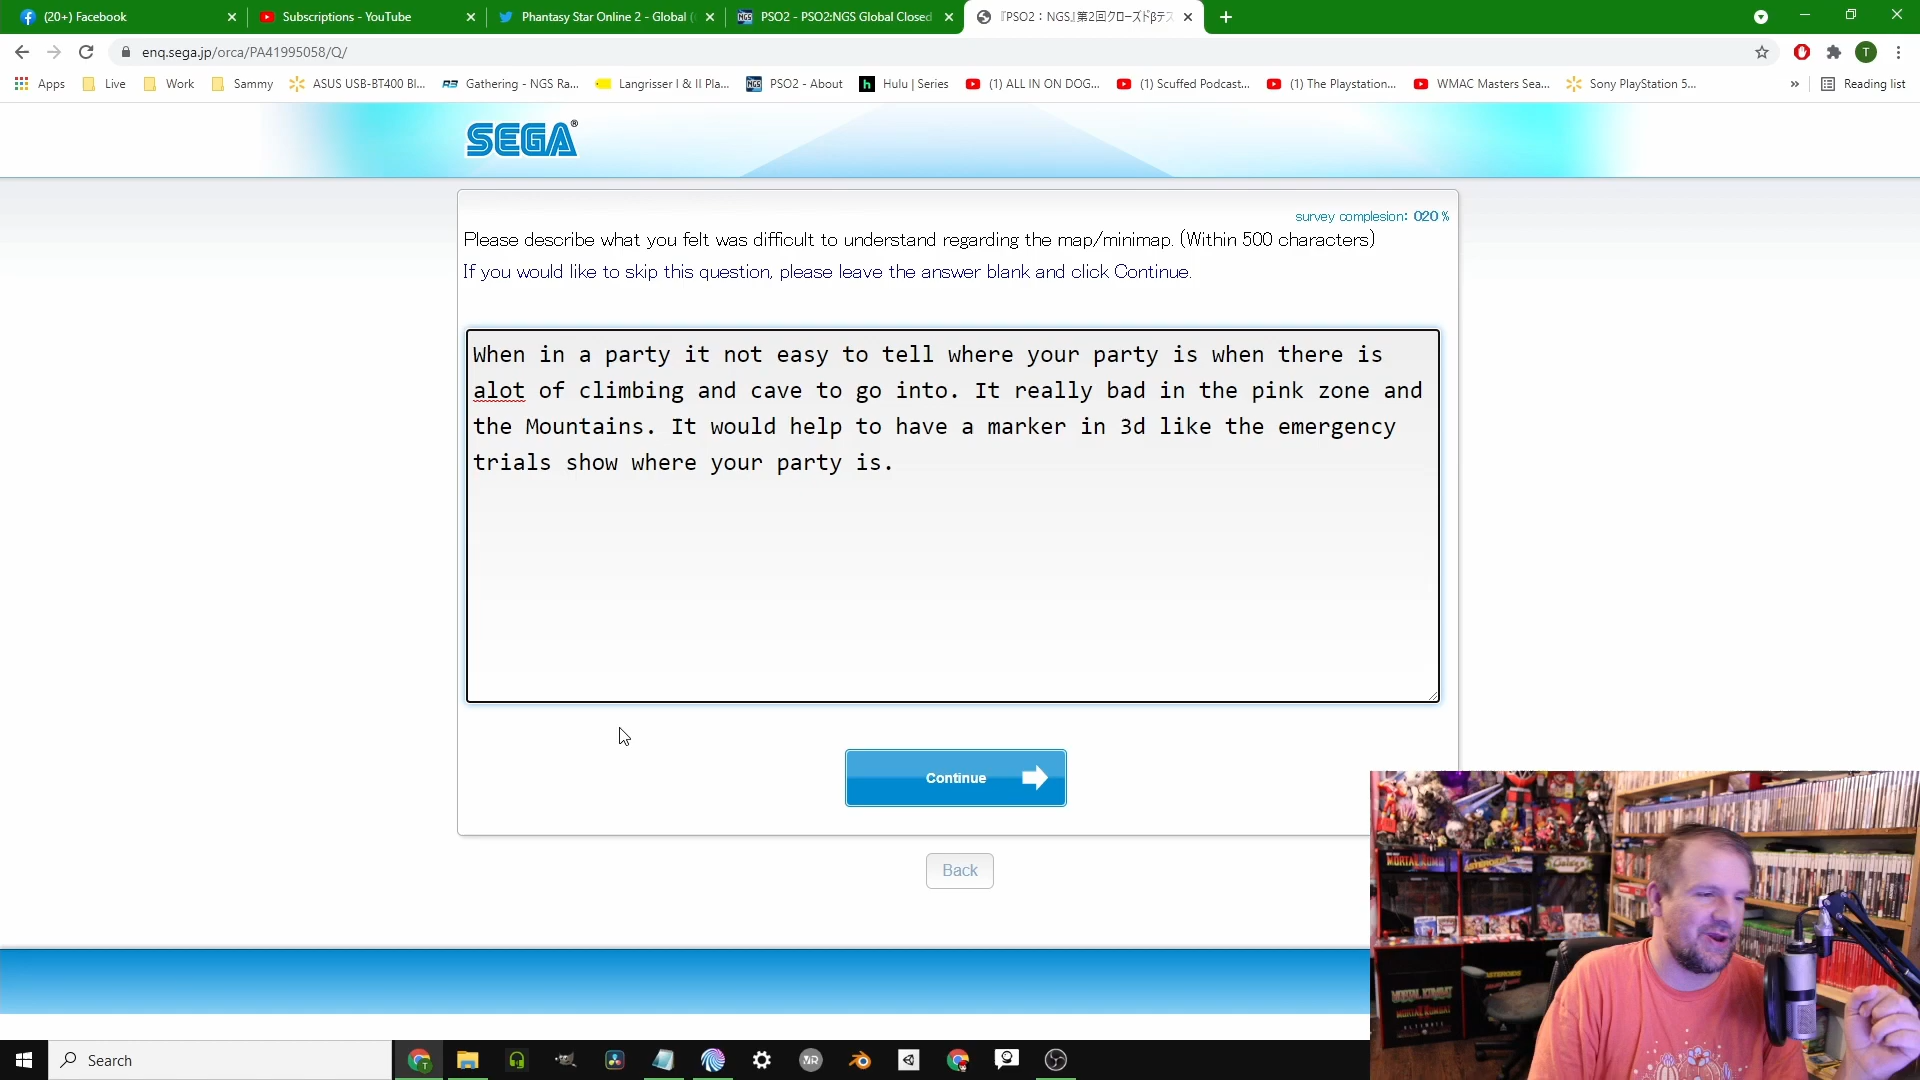 (20+) Facebook
Subscriptions - YouTube
Phantasy Star Online 2 - Global
PSO2 - PSO2:NGS Global Closed
『PSO2:NGS』第2回クローズドβテス
enq.sega.jp/orca/PA41995058/Q/
T
Apps
Live
Work
Sammy
ASUS USB-BT400 Bl...
Gathering - NGS Ra...
Langrisser I & II Pla...
PSO2 - About
Hulu | Series
(1) ALL IN ON DOG...
(1) Scuffed Podcast...
(1) The Playstation...
WMAC Masters Sea...
Sony PlayStation 5...
»
Reading list
SEGA®
survey complesion: 020 %
Please describe what you felt was difficult to understand regarding the map/minimap. (Within 500 characters)
If you would like to skip this question, please leave the answer blank and click Continue.
When in a party it not easy to tell where your party is when there is
alot of climbing and cave to go into. It really bad in the pink zone and
the Mountains. It would help to have a marker in 3d like the emergency
trials show where your party is.
Continue
Back
MORTAL KOMBAT
Search